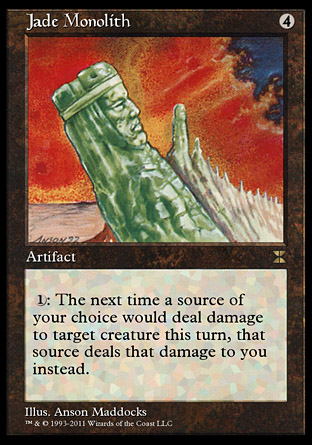 Jade Monolith 4
ANSON 92
Artifact
1: The next time a source of
your choice would deal damage
to target creature this turn, that
source deals that damage to you
instead.
Illus. Anson Maddocks
™ & © 1993-2011 Wizards of the Coast LLC